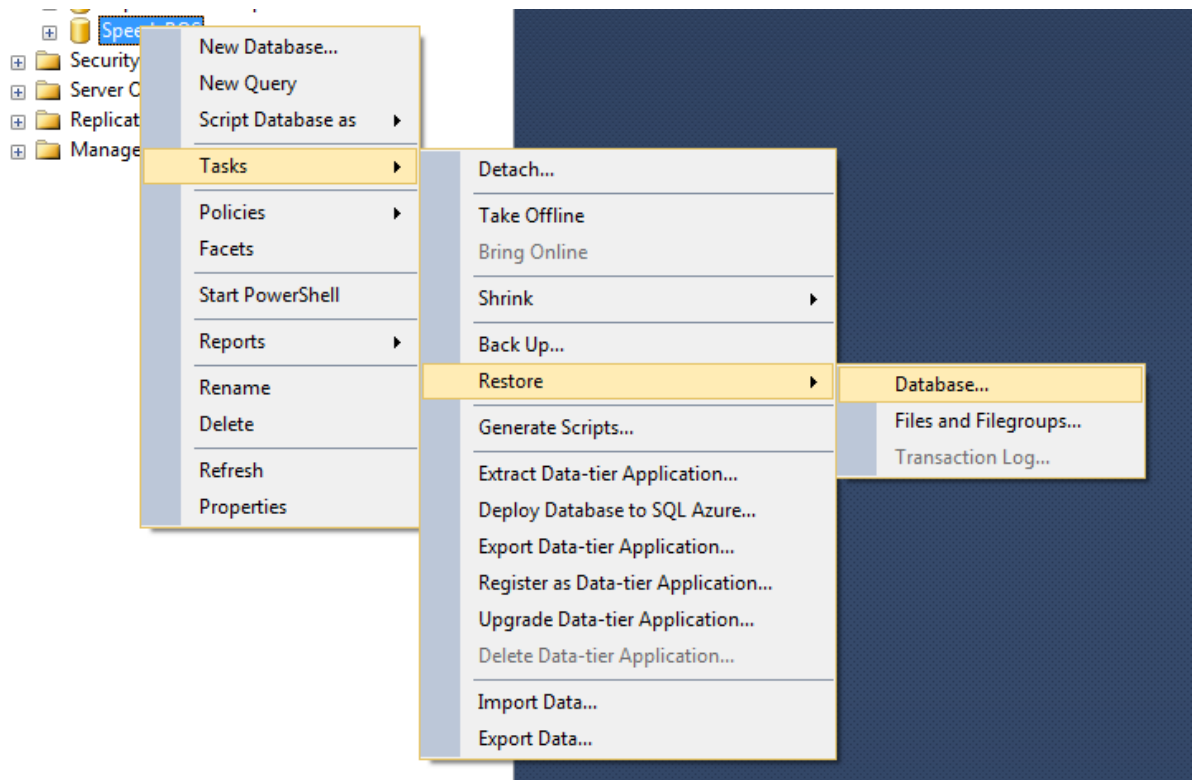 Security
Server O
Replicat
Manage
New Database...
New Query
Script Database as
Tasks
Policies
Facets
Start PowerShell
Reports
Rename
Delete
Refresh
Properties
Detach...
Take Offline
Bring Online
Shrink
Back Up...
Restore
Generate Scripts...
Extract Data-tier Application...
Deploy Database to SQL Azure...
Export Data-tier Application...
Register as Data-tier Application...
Upgrade Data-tier Application...
Delete Data-tier Application...
Import Data...
Export Data...
Database...
Files and Filegroups...
Transaction Log...